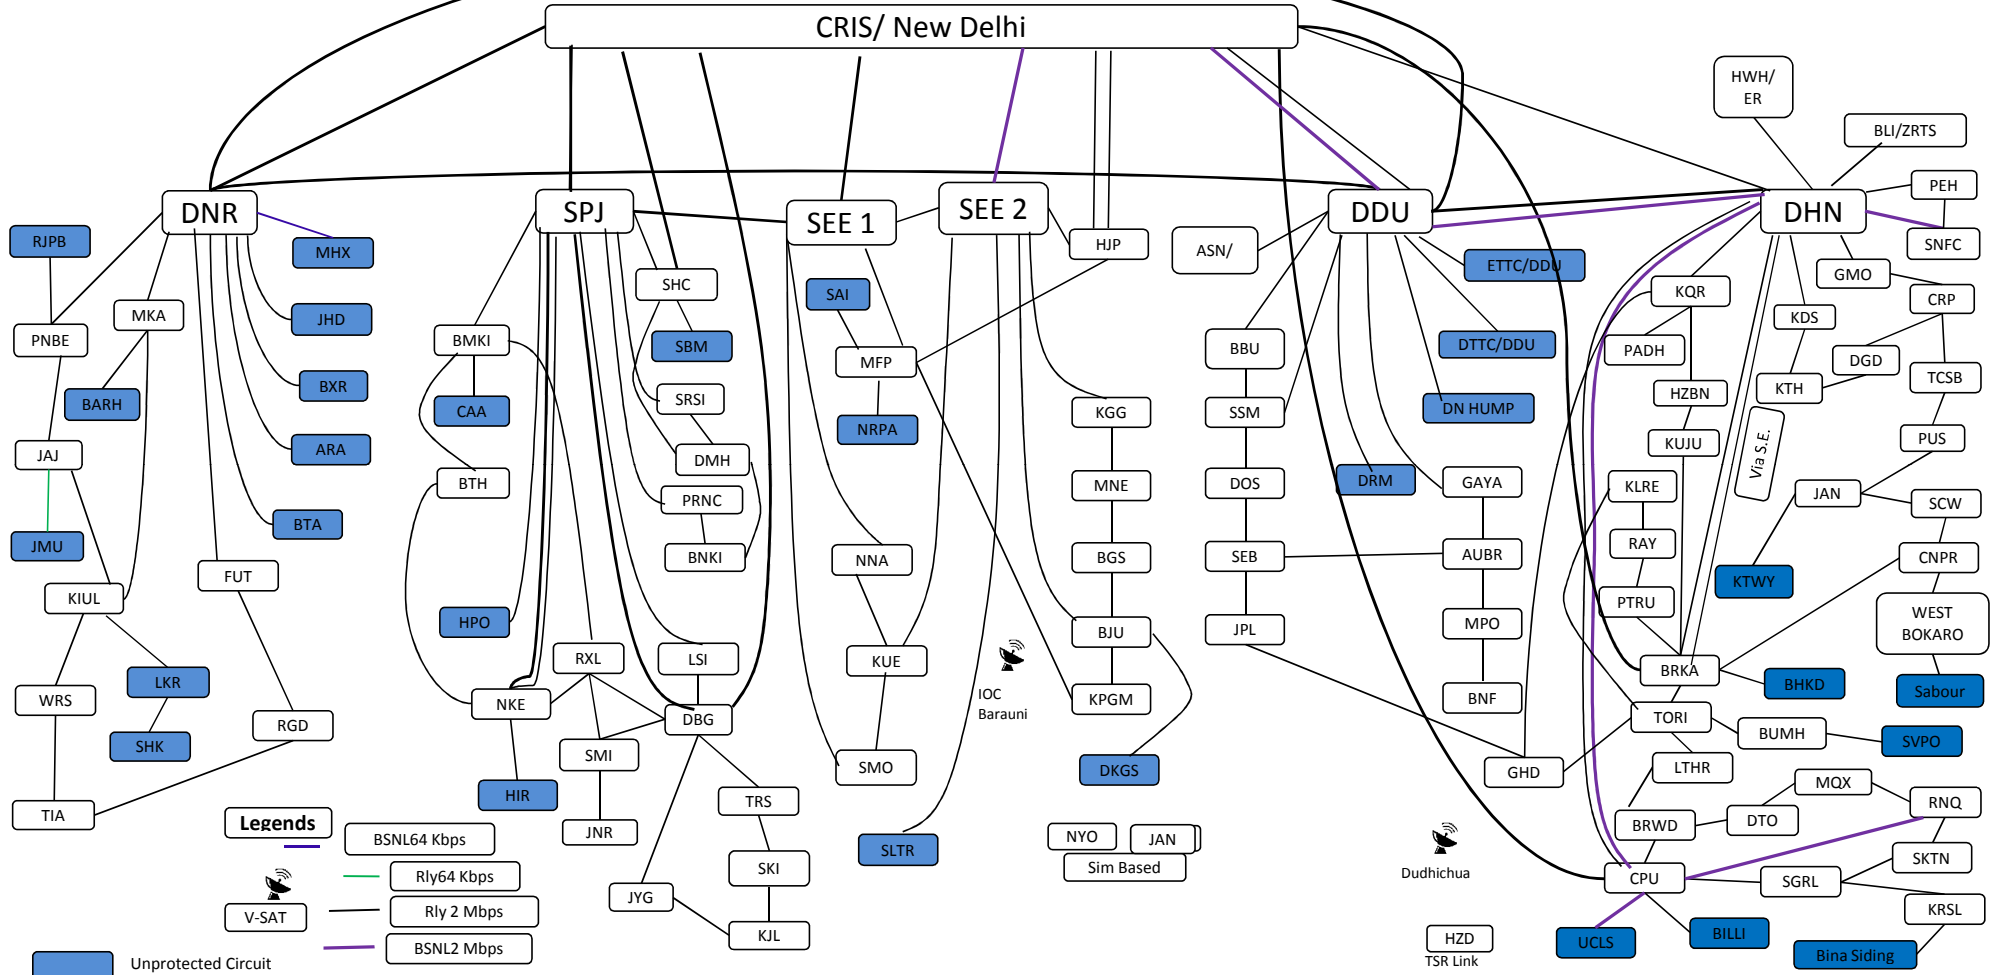 CRIS/ New Delhi
HWH/
ER
BLI/ZRTS
DNR
SPJ
SEE 1
SEE 2
DDU
DHN
PEH
SNFC
RJPB
MHX
HJP
ASN/
ETTC/DDU
GMO
CRP
SHC
SAI
KQR
KDS
MKA
JHD
PNBE
BMKI
SBM
MFP
BBU
DTTC/DDU
PADH
DGD
TCSB
BARH
BXR
CAA
SRSI
NRPA
KGG
SSM
DN HUMP
HZBN
KTH
JAJ
ARA
DMH
KUJU
Via S.E.
PUS
BTH
PRNC
MNE
DOS
DRM
GAYA
KLRE
JAN
SCW
JMU
BTA
BNKI
NNA
BGS
SEB
AUBR
RAY
CNPR
KIUL
FUT
KTWY
PTRU
WEST
BOKARO
HPO
BJU
JPL
MPO
RXL
LSI
KUE
LKR
IOC
Barauni
KPGM
BNF
BRKA
BHKD
Sabour
WRS
NKE
DBG
TORI
RGD
SHK
SMI
SMO
DKGS
GHD
BUMH
SVPO
LTHR
HIR
TRS
MQX
TIA
Legends
BSNL64 Kbps
JNR
SLTR
NYO
JAN
Sim Based
BRWD
DTO
RNQ
Rly64 Kbps
SKI
Dudhichua
CPU
SGRL
SKTN
V-SAT
Rly 2 Mbps
JYG
KRSL
BSNL2 Mbps
KJL
HZD
TSR Link
UCLS
BILLI
Bina Siding
Unprotected Circuit